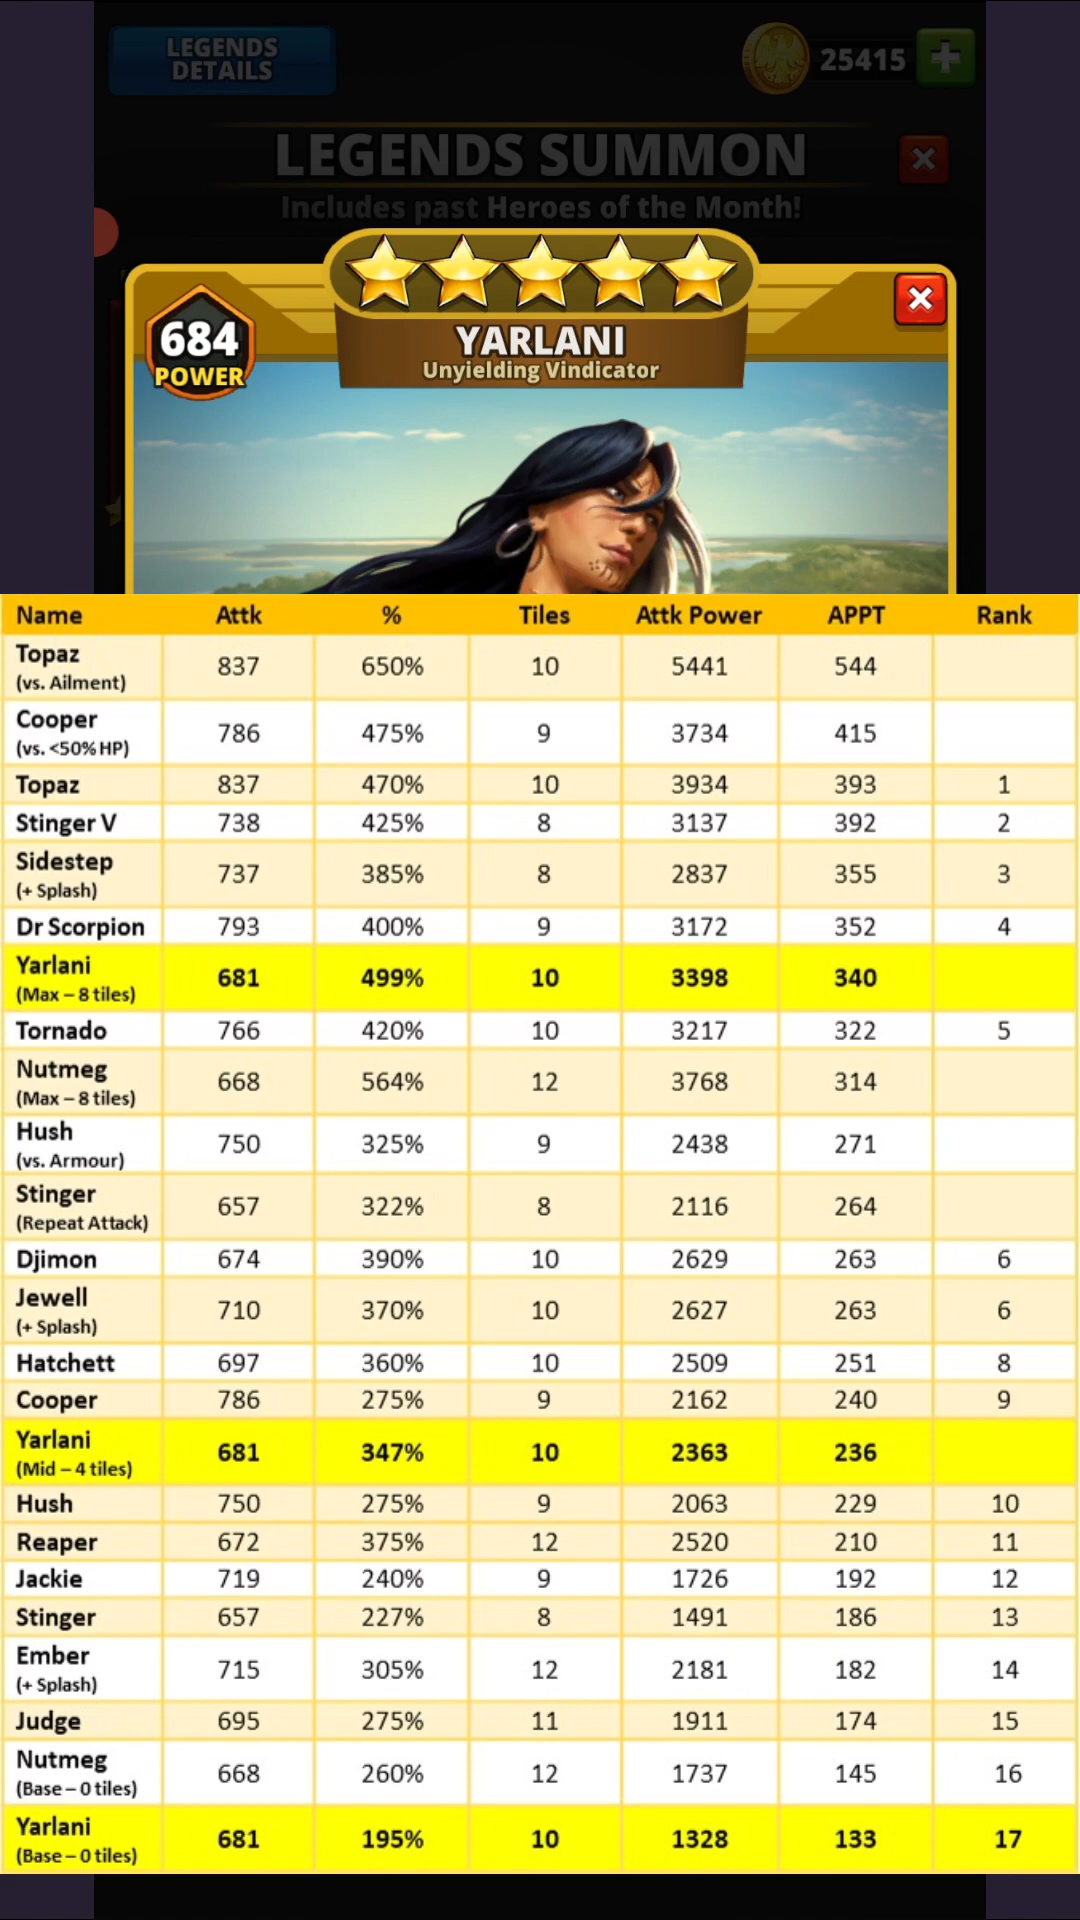 LEGENDS
DETAILS
25415
LEGENDS SUMMON
Includes past Heroes of the Month!
684
POWER
YARLANI
Unyielding Vindicator
Name Attk % Tiles Attk Power APPT Rank
Topaz
(vs. Ailment) 837 650% 10 5441 544
Cooper
(vs. <50% HP) 786 475% 9 3734 415
Topaz 837 470% 10 3934 393 1
Stinger V 738 425% 8 3137 392 2
Sidestep
(+ Splash) 737 385% 8 2837 355 3
Dr Scorpion 793 400% 9 3172 352 4
Yarlani
(Max – 8 tiles) 681 499% 10 3398 340
Tornado 766 420% 10 3217 322 5
Nutmeg
(Max – 8 tiles) 668 564% 12 3768 314
Hush
(vs. Armour) 750 325% 9 2438 271
Stinger
(Repeat Attack) 657 322% 8 2116 264
Djimon 674 390% 10 2629 263 6
Jewell
(+ Splash) 710 370% 10 2627 263 6
Hatchett 697 360% 10 2509 251 8
Cooper 786 275% 9 2162 240 9
Yarlani
(Mid – 4 tiles) 681 347% 10 2363 236
Hush 750 275% 9 2063 229 10
Reaper 672 375% 12 2520 210 11
Jackie 719 240% 9 1726 192 12
Stinger 657 227% 8 1491 186 13
Ember
(+ Splash) 715 305% 12 2181 182 14
Judge 695 275% 11 1911 174 15
Nutmeg
(Base – 0 tiles) 668 260% 12 1737 145 16
Yarlani
(Base – 0 tiles) 681 195% 10 1328 133 17